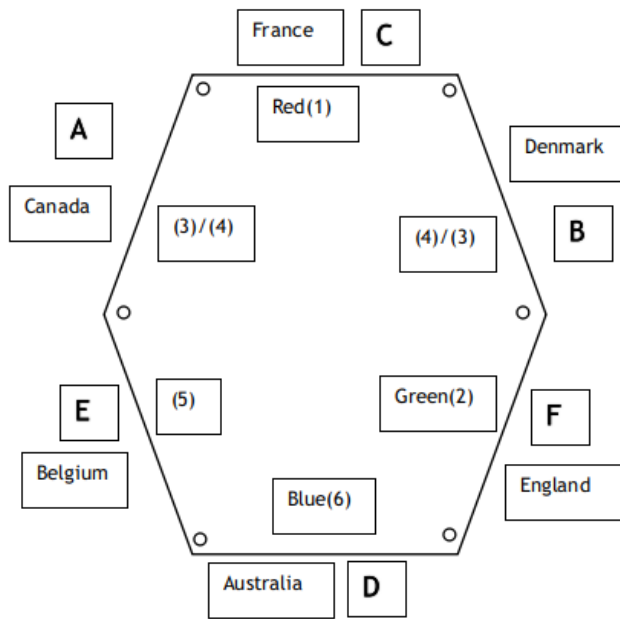 France
C
Red(1)
A
Denmark
Canada
(3)/(4)
(4)/(3)
B
E
(5)
Green(2)
F
Belgium
England
Blue(6)
Australia
D